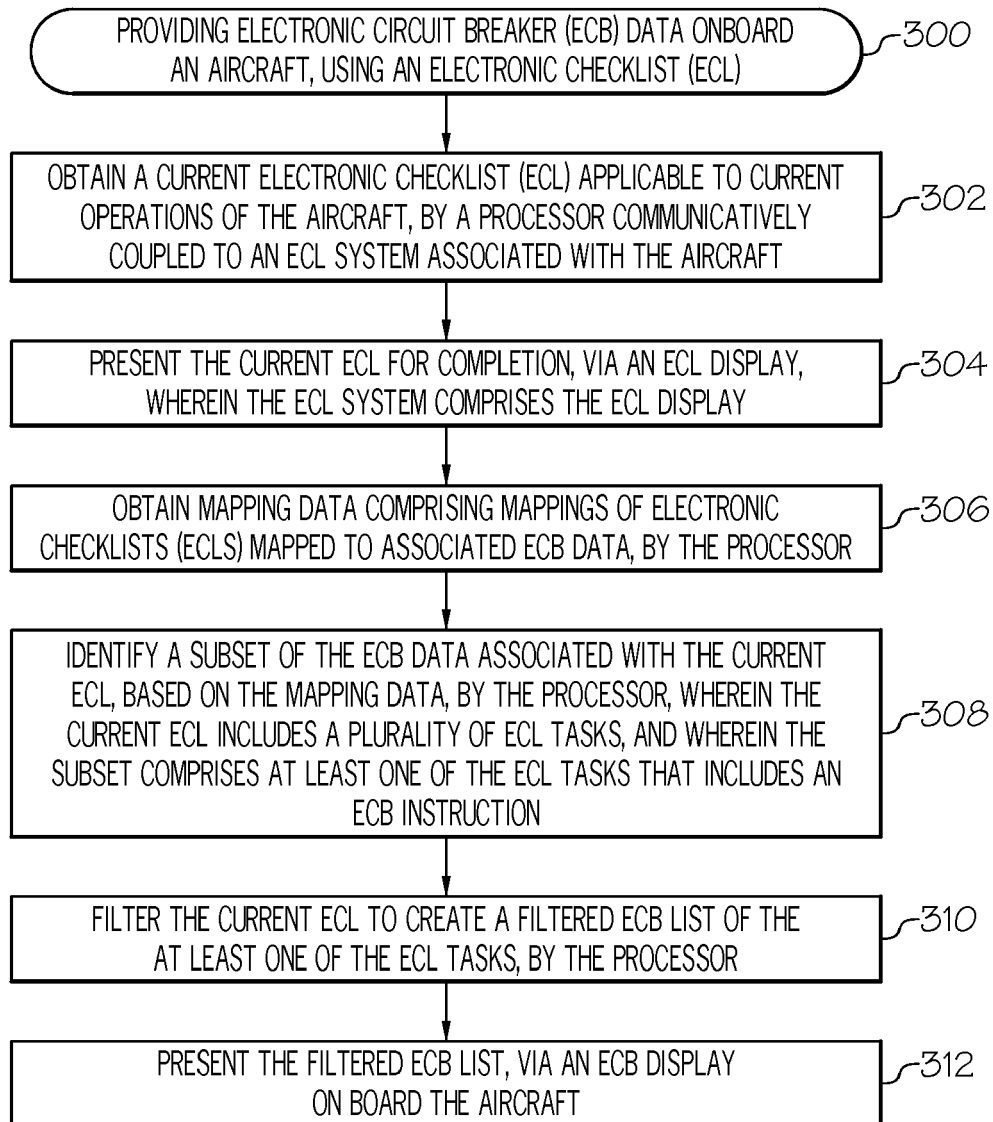 PROVIDING ELECTRONIC CIRCUIT BREAKER (ECB) DATA ONBOARD
AN AIRCRAFT, USING AN ELECTRONIC CHECKLIST (ECL)
300
OBTAIN A CURRENT ELECTRONIC CHECKLIST (ECL) APPLICABLE TO CURRENT
OPERATIONS OF THE AIRCRAFT, BY A PROCESSOR COMMUNICATIVELY
COUPLED TO AN ECL SYSTEM ASSOCIATED WITH THE AIRCRAFT
302
PRESENT THE CURRENT ECL FOR COMPLETION, VIA AN ECL DISPLAY,
WHEREIN THE ECL SYSTEM COMPRISES THE ECL DISPLAY
304
OBTAIN MAPPING DATA COMPRISING MAPPINGS OF ELECTRONIC
CHECKLISTS (ECLS) MAPPED TO ASSOCIATED ECB DATA, BY THE PROCESSOR
306
IDENTIFY A SUBSET OF THE ECB DATA ASSOCIATED WITH THE CURRENT
ECL, BASED ON THE MAPPING DATA, BY THE PROCESSOR, WHEREIN THE
CURRENT ECL INCLUDES A PLURALITY OF ECL TASKS, AND WHEREIN THE
SUBSET COMPRISES AT LEAST ONE OF THE ECL TASKS THAT INCLUDES AN
ECB INSTRUCTION
308
FILTER THE CURRENT ECL TO CREATE A FILTERED ECB LIST OF THE
AT LEAST ONE OF THE ECL TASKS, BY THE PROCESSOR
310
PRESENT THE FILTERED ECB LIST, VIA AN ECB DISPLAY
ON BOARD THE AIRCRAFT
312